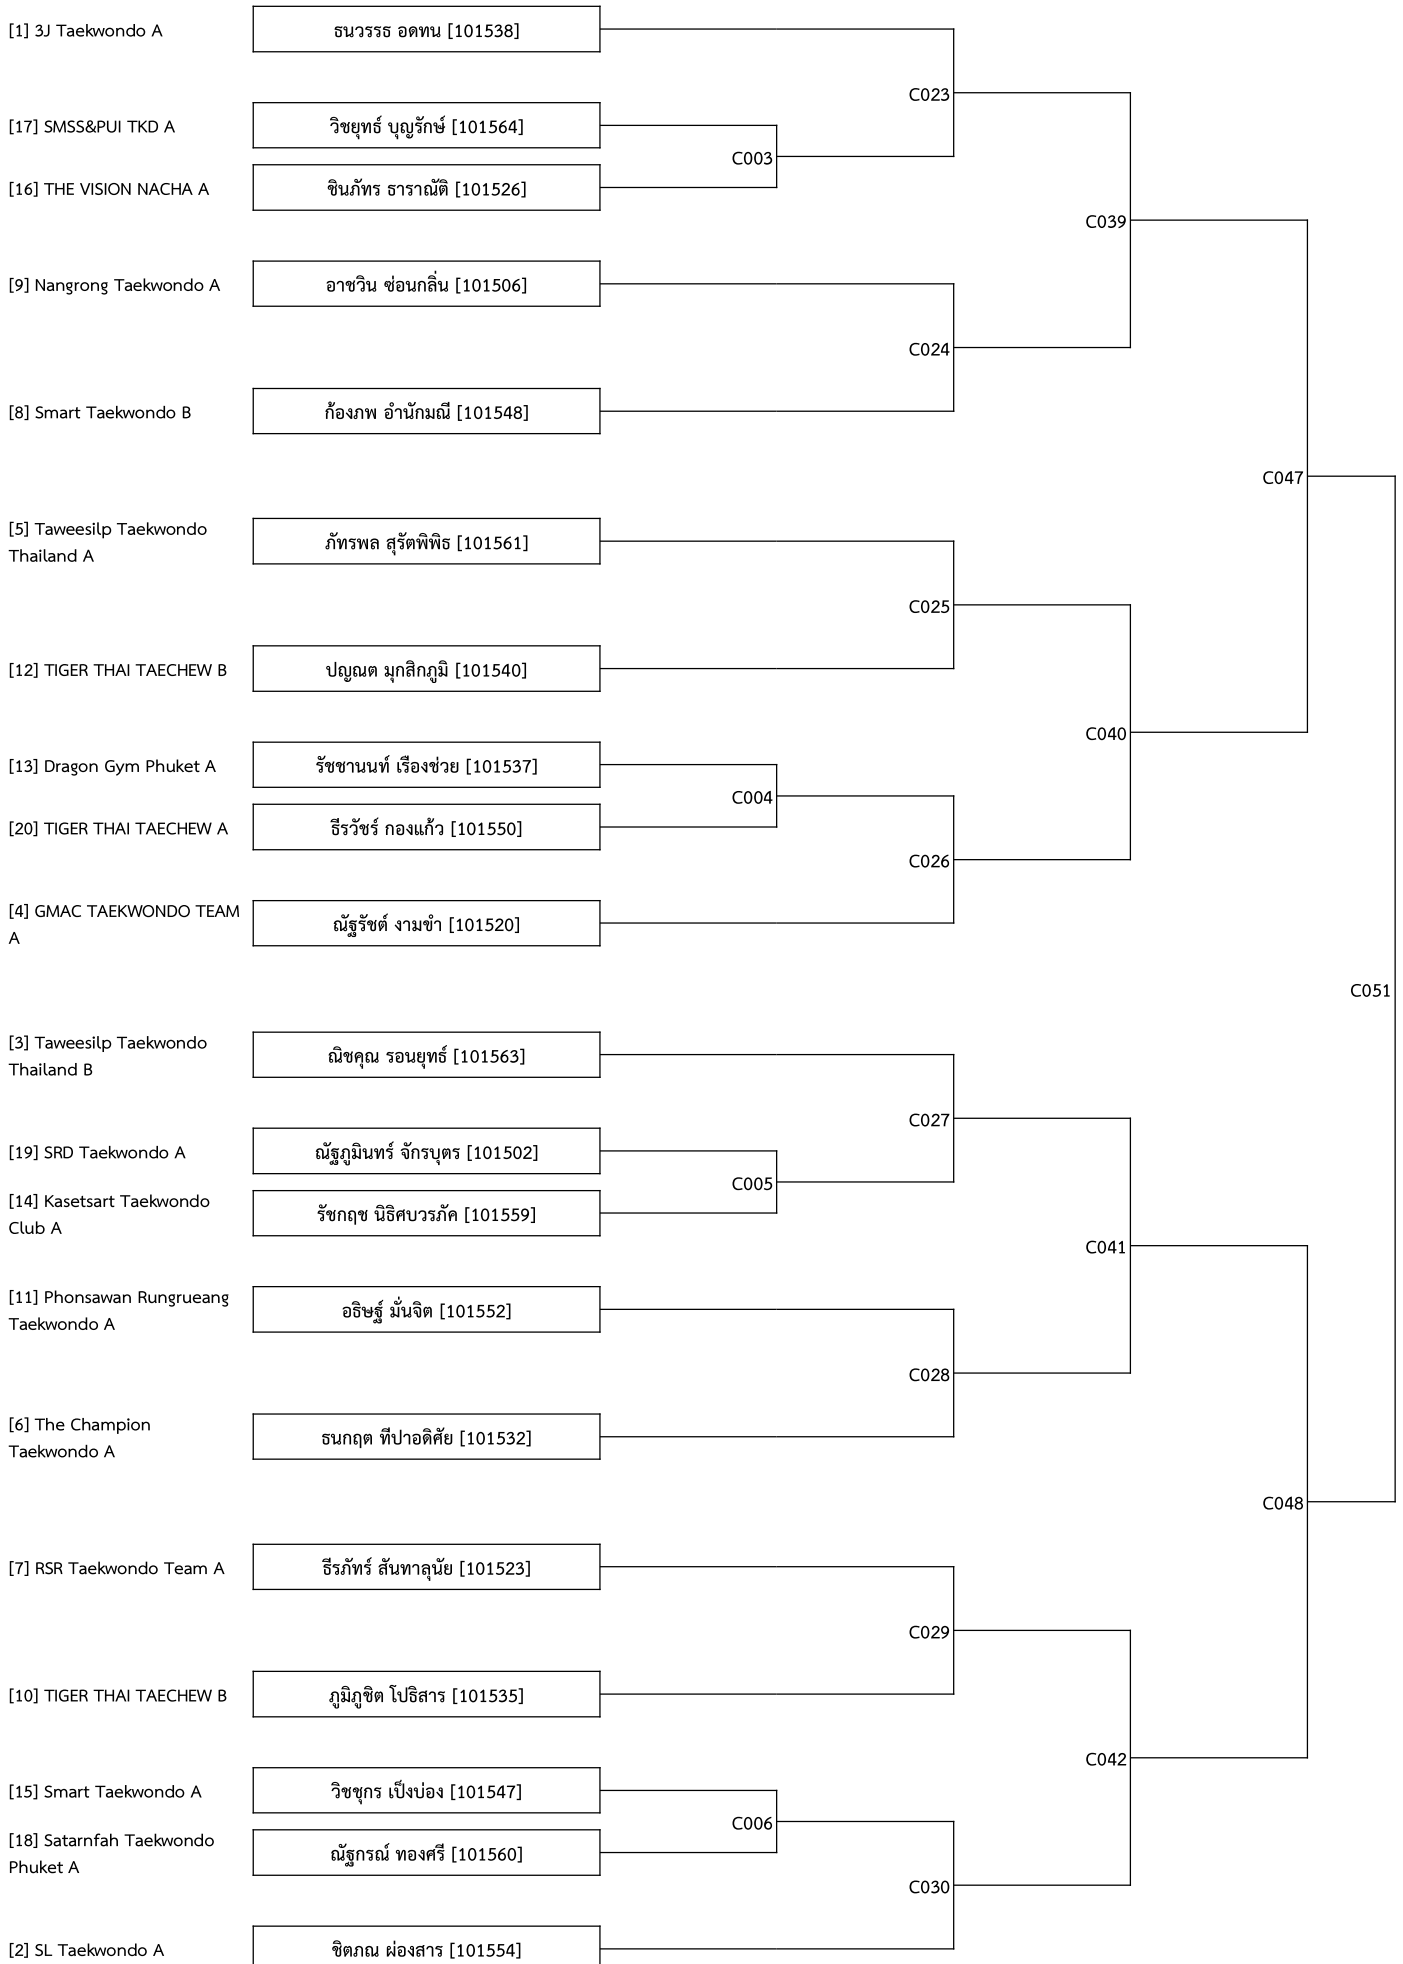 [1] 3J Taekwondo A
ธนวรรธ อดทน [101538]
C023
[17] SMSS&PUI TKD A
วิชยุทธ์ บุญรักษ์ [101564]
C003
[16] THE VISION NACHA A
ชินภัทร ธาราณัติ [101526]
C039
[9] Nangrong Taekwondo A
อาชวิน ซ่อนกลิ่น [101506]
C024
[8] Smart Taekwondo B
ก้องภพ อำนักมณี [101548]
C047
[5] Taweesilp Taekwondo
Thailand A
ภัทรพล สุรัตพิพิธ [101561]
C025
[12] TIGER THAI TAECHEW B
ปญณต มุกสิกภูมิ [101540]
C040
[13] Dragon Gym Phuket A
รัชชานนท์ เรืองช่วย [101537]
C004
[20] TIGER THAI TAECHEW A
ธีรวัชร์ กองแก้ว [101550]
C026
[4] GMAC TAEKWONDO TEAM
A
ณัฐรัชต์ งามขำ [101520]
C051
[3] Taweesilp Taekwondo
Thailand B
ณิชคุณ รอนยุทธ์ [101563]
C027
[19] SRD Taekwondo A
ณัฐภูมินทร์ จักรบุตร [101502]
C005
[14] Kasetsart Taekwondo
Club A
รัชกฤช นิธิศบวรภัค [101559]
C041
[11] Phonsawan Rungrueang
Taekwondo A
อธิษฐ์ มั่นจิต [101552]
C028
[6] The Champion
Taekwondo A
ธนกฤต ทีปาอดิศัย [101532]
C048
[7] RSR Taekwondo Team A
ธีรภัทร์ สันทาลุนัย [101523]
C029
[10] TIGER THAI TAECHEW B
ภูมิภูชิต โปธิสาร [101535]
C042
[15] Smart Taekwondo A
วิชชุกร เป็งบ่อง [101547]
C006
[18] Satarnfah Taekwondo
Phuket A
ณัฐกรณ์ ทองศรี [101560]
C030
[2] SL Taekwondo A
ชิตภณ ผ่องสาร [101554]